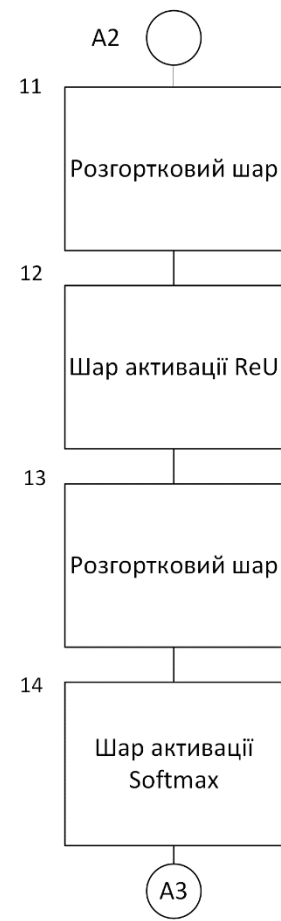 A2
11
Розгортковий шар
12
Шар активації ReU
13
Розгортковий шар
14
Шар активації
Softmax
A3